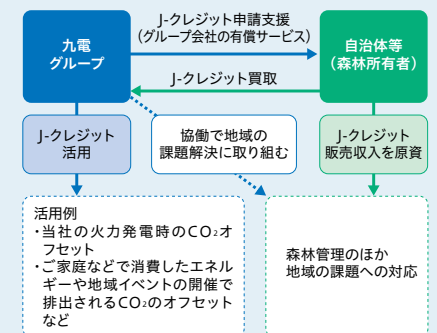 J-クレジット申請支援
（グループ会社の有償サービス）
九電
グループ
自治体等
（森林所有者）
J-クレジット買取
J-クレジット
活用
協働で地域の
課題解決に取り組む
J-クレジット
販売収入を原資
活用例
・当社の火力発電時のCO₂オ
フセット
・ご家庭などで消費したエネル
ギーや地域イベントの開催で
排出されるCO₂のオフセット
など
森林管理のほか
地域の課題への対応